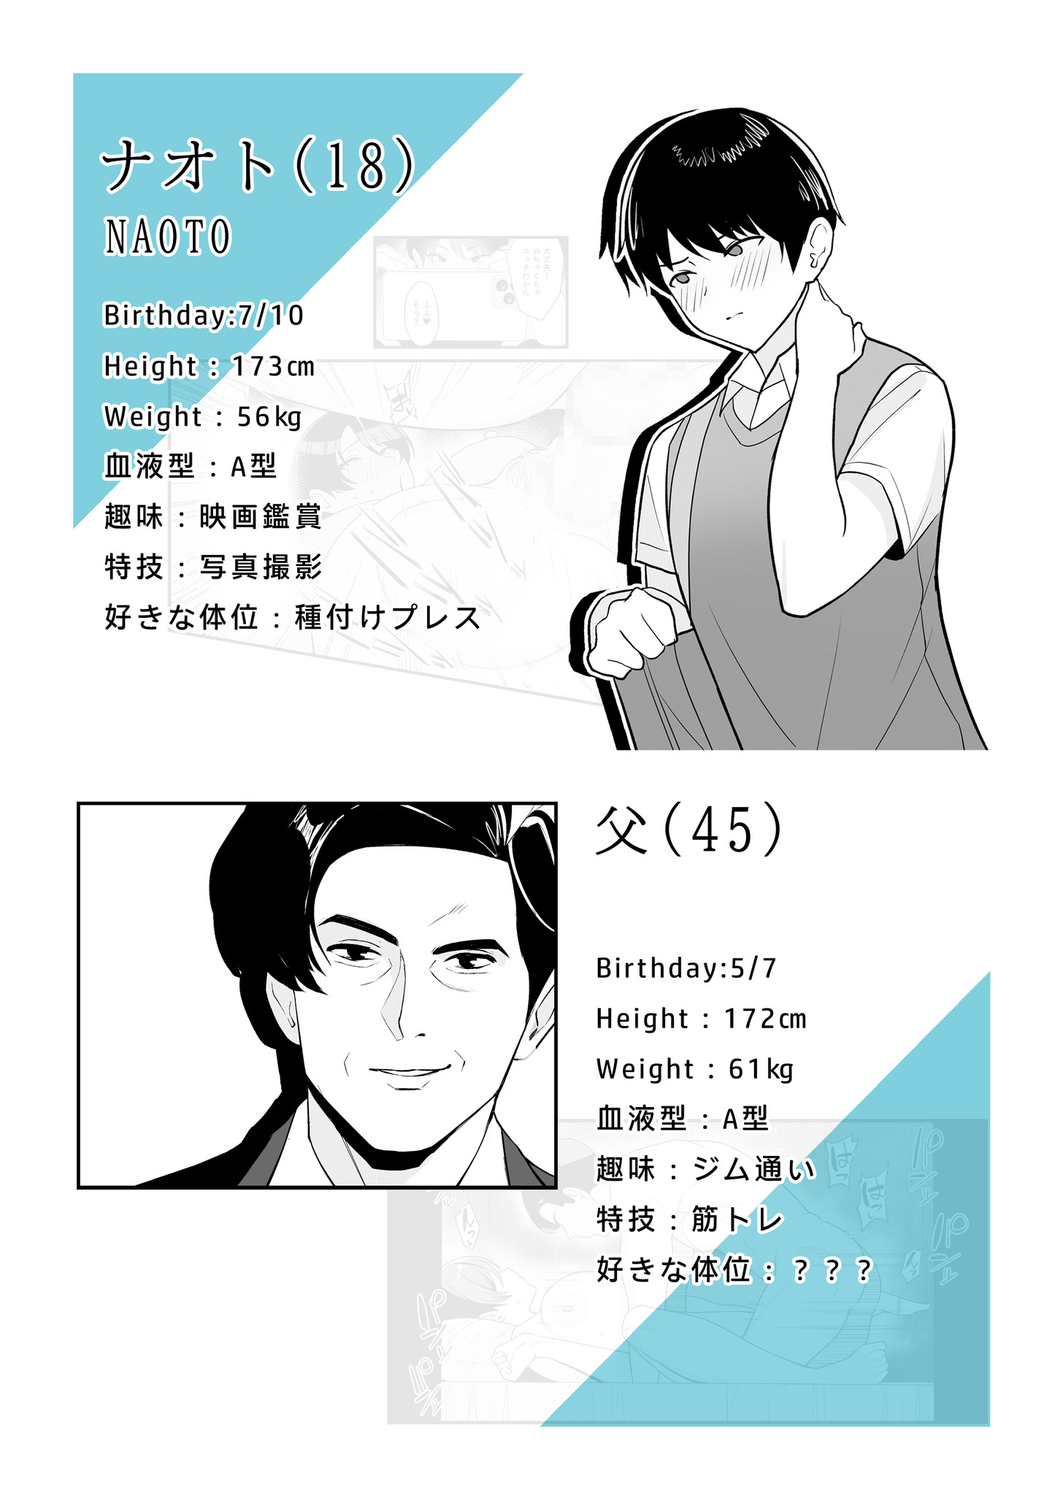 ナオト(18)
NAOTO
Birthday:7/10
Height：173㎝
Weight：56㎏
血液型：A型
趣味：映画鑑賞
特技：写真撮影
好きな体位：種付けプレス
父(45)
Birthday:5/7
Height：172㎝
Weight：61㎏
血液型：A型
趣味：ジム通い
特技：筋トレ
好きな体位：？？？